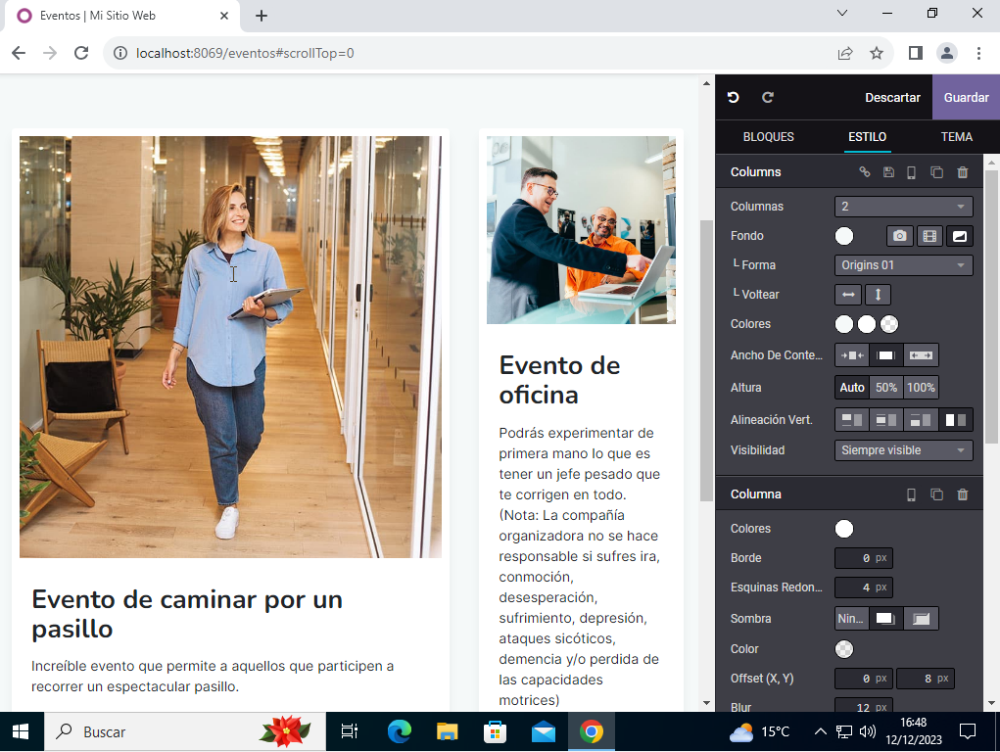 Eventos | Mi Sitio Web
localhost:8069/eventos#scrollTop=0
Descartar
Guardar
BLOQUES
ESTILO
TEMA
Columns
Columnas
2
Fondo
└ Forma
Origins 01
└ Voltear
Colores
Ancho De Conte...
Altura
Auto
50%
100%
Alineación Vert.
Visibilidad
Siempre visible
Columna
Colores
Borde
0 px
Esquinas Redon...
4 px
Sombra
Nin...
Color
Offset (X, Y)
0 px
8 px
Blur
12 px
Evento de caminar por un
pasillo
Increíble evento que permite a aquellos que participen a
recorrer un espectacular pasillo.
Evento de
oficina
Podrás experimentar de
primera mano lo que es
tener un jefe pesado que
te corrigen en todo.
(Nota: La compañía
organizadora no se hace
responsable si sufres ira,
conmoción,
desesperación,
sufrimiento, depresión,
ataques sicóticos,
demencia y/o perdida de
las capacidades
motrices)
Buscar
15°C
16:48
12/12/2023